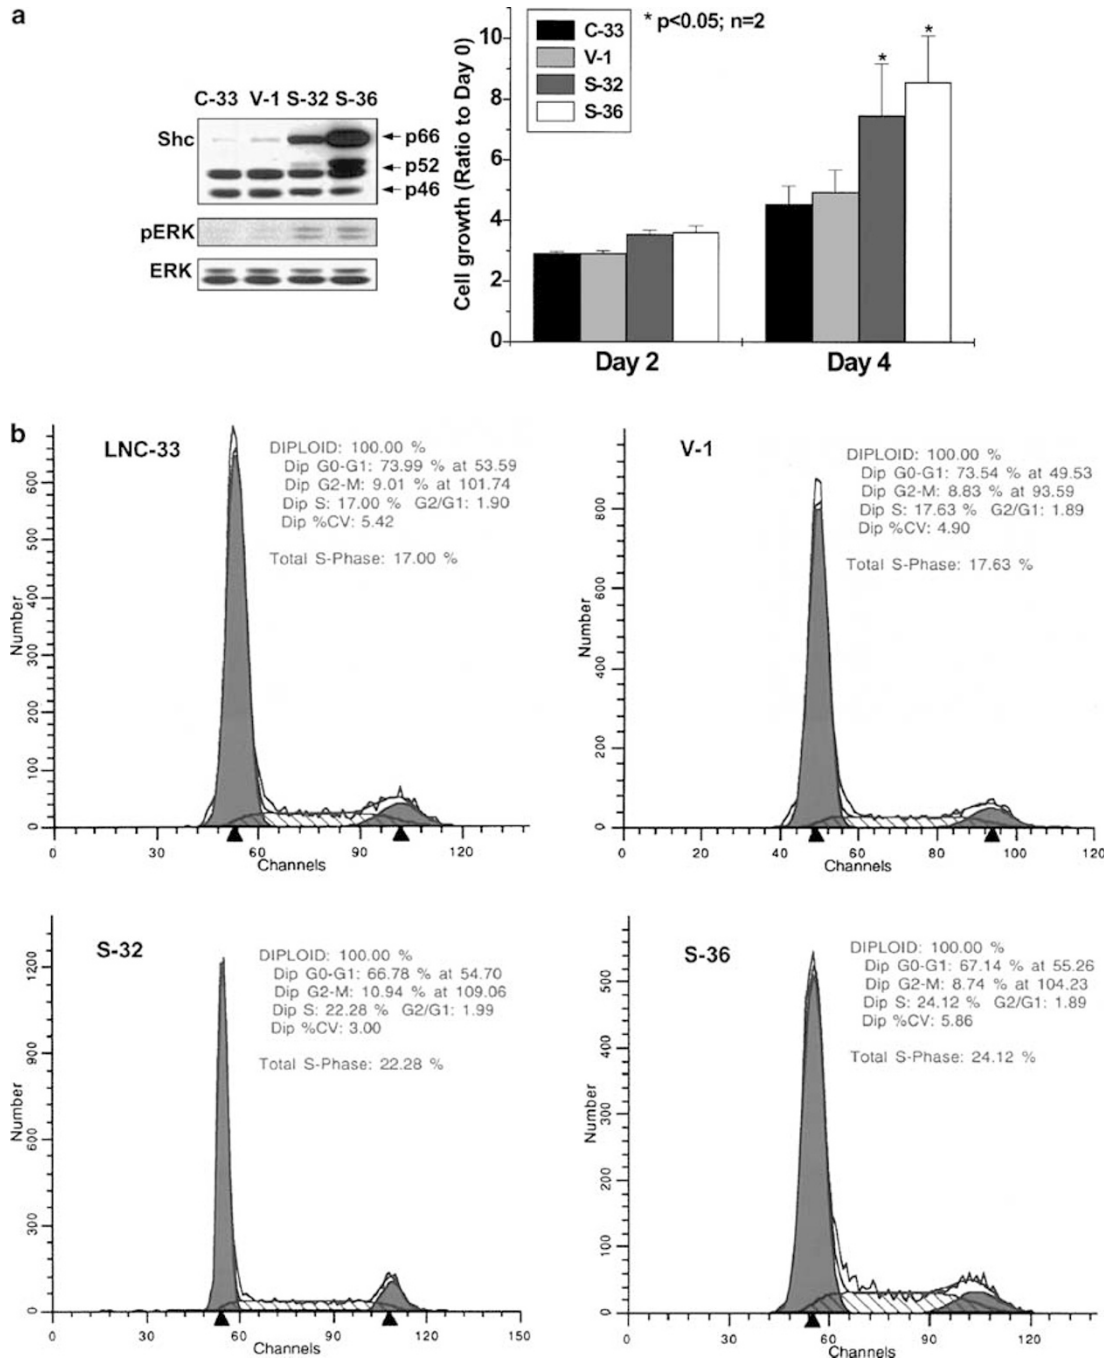 a
C-33 V-1 S-32 S-36
Shc
p66
p52
p46
pERK
ERK
Cell growth (Ratio to Day 0)
10
8
6
4
2
0
C-33
V-1
S-32
S-36
* p<0.05; n=2
* *
Day 2 Day 4
b
LNC-33
DIPLOID: 100.00 %
Dip G0-G1: 73.99 % at 53.59
Dip G2-M: 9.01 % at 101.74
Dip S: 17.00 % G2/G1: 1.90
Dip %CV: 5.42
Total S-Phase: 17.00 %
Number
600
500
400
300
200
100
0
0 30 60 90 120
Channels
V-1
DIPLOID: 100.00 %
Dip G0-G1: 73.54 % at 49.53
Dip G2-M: 8.83 % at 93.59
Dip S: 17.63 % G2/G1: 1.89
Dip %CV: 4.90
Total S-Phase: 17.63 %
Number
800
600
400
200
0
0 20 40 60 80 100 120
Channels
S-32
DIPLOID: 100.00 %
Dip G0-G1: 66.78 % at 54.70
Dip G2-M: 10.94 % at 109.06
Dip S: 22.28 % G2/G1: 1.99
Dip %CV: 3.00
Total S-Phase: 22.28 %
Number
1200
900
600
300
0
0 30 60 90 120 150
Channels
S-36
DIPLOID: 100.00 %
Dip G0-G1: 67.14 % at 55.26
Dip G2-M: 8.74 % at 104.23
Dip S: 24.12 % G2/G1: 1.89
Dip %CV: 5.86
Total S-Phase: 24.12 %
Number
500
400
300
200
100
0
0 30 60 90 120
Channels